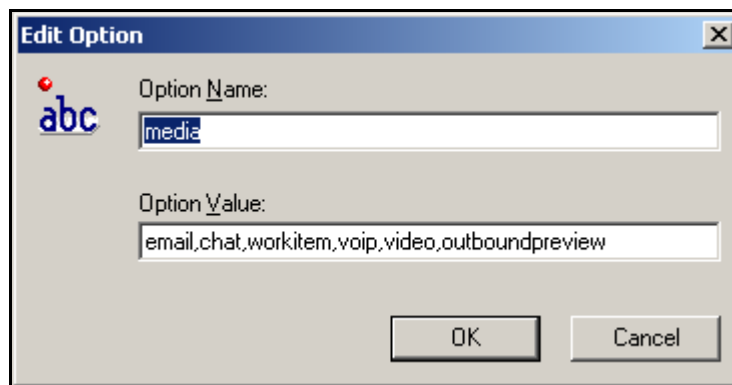 Edit Option
abc
Option Name:
media
Option Value:
email,chat,workitem,voip,video,outboundpreview
OK
Cancel